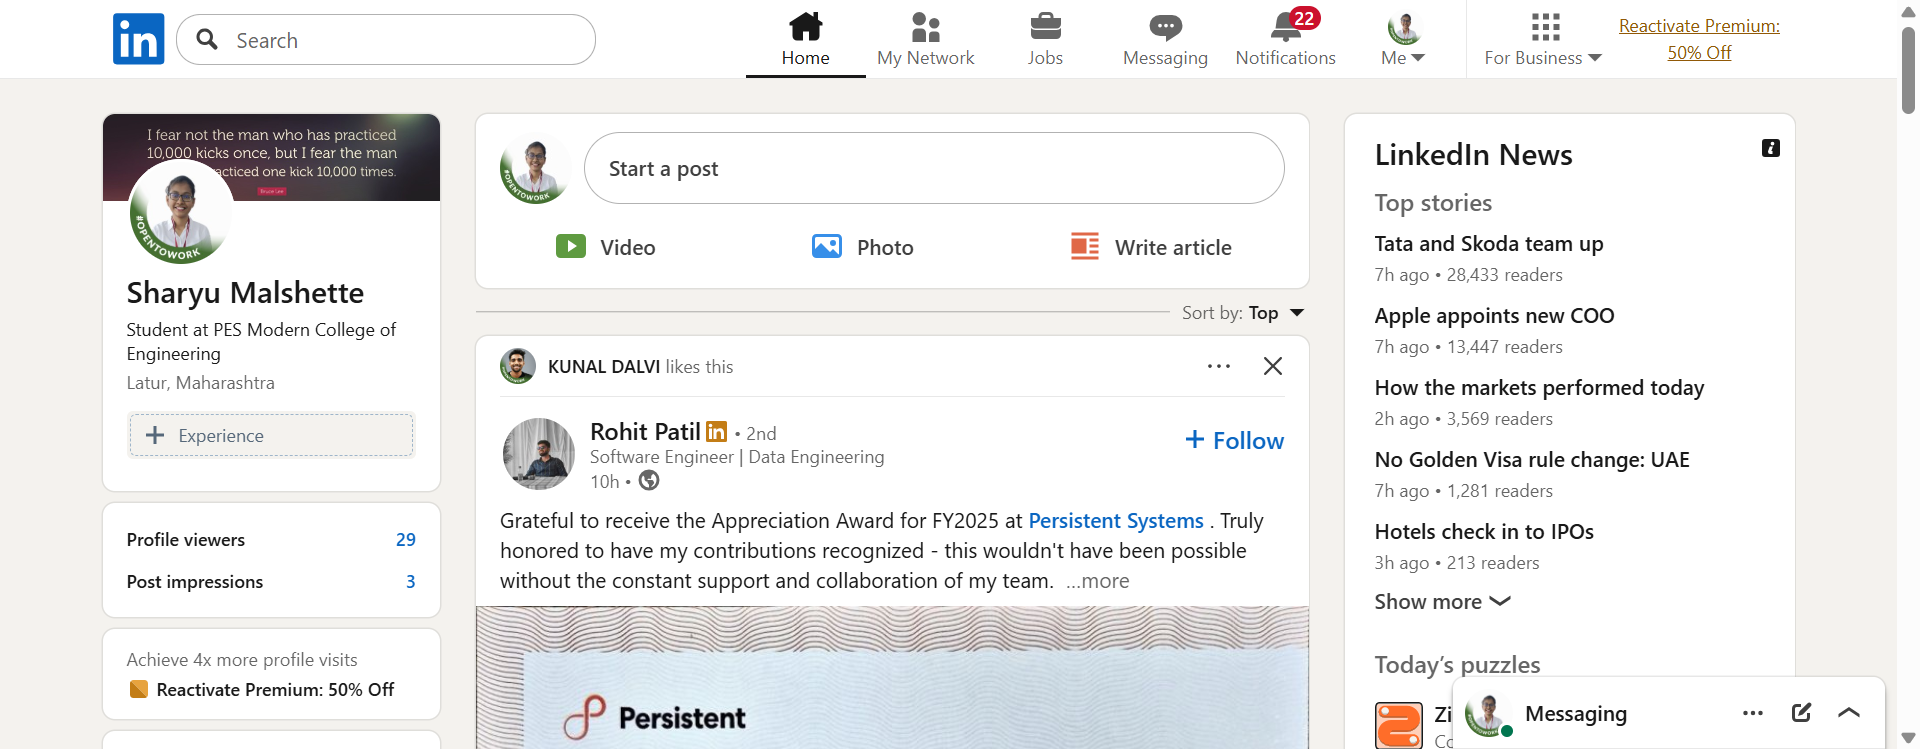 in
Search
Home
My Network
Jobs
Messaging
22
Notifications
Me
For Business
Reactivate Premium:
50% Off
I fear not the man who has practiced
10,000 kicks once, but I fear the man
acticed one kick 10,000 times.
Bruce Lee
#OPENTOWORK
Sharyu Malshette
Student at PES Modern College of
Engineering
Latur, Maharashtra
+ Experience
Profile viewers 29
Post impressions 3
Achieve 4x more profile visits
Reactivate Premium: 50% Off
#OPENTOWORK
Start a post
Video
Photo
Write article
Sort by: Top
KUNAL DALVI likes this
Rohit Patil in • 2nd
Software Engineer | Data Engineering
10h •
+ Follow
Grateful to receive the Appreciation Award for FY2025 at Persistent Systems . Truly
honored to have my contributions recognized - this wouldn't have been possible
without the constant support and collaboration of my team. ...more
Persistent
LinkedIn News
Top stories
Tata and Skoda team up
7h ago • 28,433 readers
Apple appoints new COO
7h ago • 13,447 readers
How the markets performed today
2h ago • 3,569 readers
No Golden Visa rule change: UAE
7h ago • 1,281 readers
Hotels check in to IPOs
3h ago • 213 readers
Show more
Today's puzzles
Zi
Co
Messaging